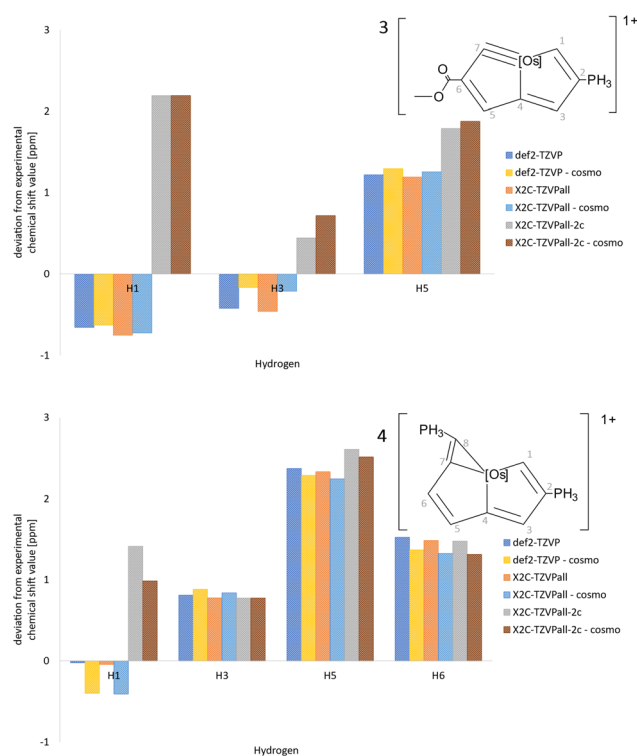 3
1+
7
1
[Os]
2
PH3
O
O
6
5
4
3
3
2
1
0
-1
deviation from experimental
chemical shift value [ppm]
H1
H3
H5
Hydrogen
def2-TZVP
def2-TZVP - cosmo
X2C-TZVPall
X2C-TZVPall - cosmo
X2C-TZVPall-2c
X2C-TZVPall-2c - cosmo
4
1+
PH3
8
7
1
[Os]
2
PH3
6
5
4
3
3
2
1
0
-1
deviation from experimental
chemical shift value [ppm]
H1
H3
H5
H6
Hydrogen
def2-TZVP
def2-TZVP - cosmo
X2C-TZVPall
X2C-TZVPall - cosmo
X2C-TZVPall-2c
X2C-TZVPall-2c - cosmo